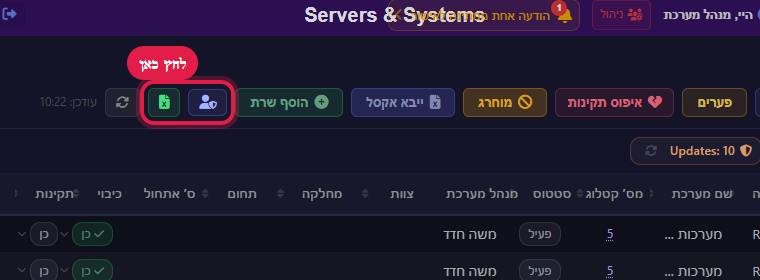 היי, מנהל מערכת
ניהול
1
הודעה אחת
Servers & Systems
לחץ כאן
פערים
איפוס תקינות
מוחרג
ייבא אקסל
הוסף שרת
עודכן: 10:22
Updates: 10
שם מערכת מס' קטלוג סטטוס מנהל מערכת צוות מחלקה תחום ס' אתחול כיבוי תקינות
מערכות ... 5 פעיל משה חדד כן כן
מערכות ... 5 פעיל משה חדד כן כן